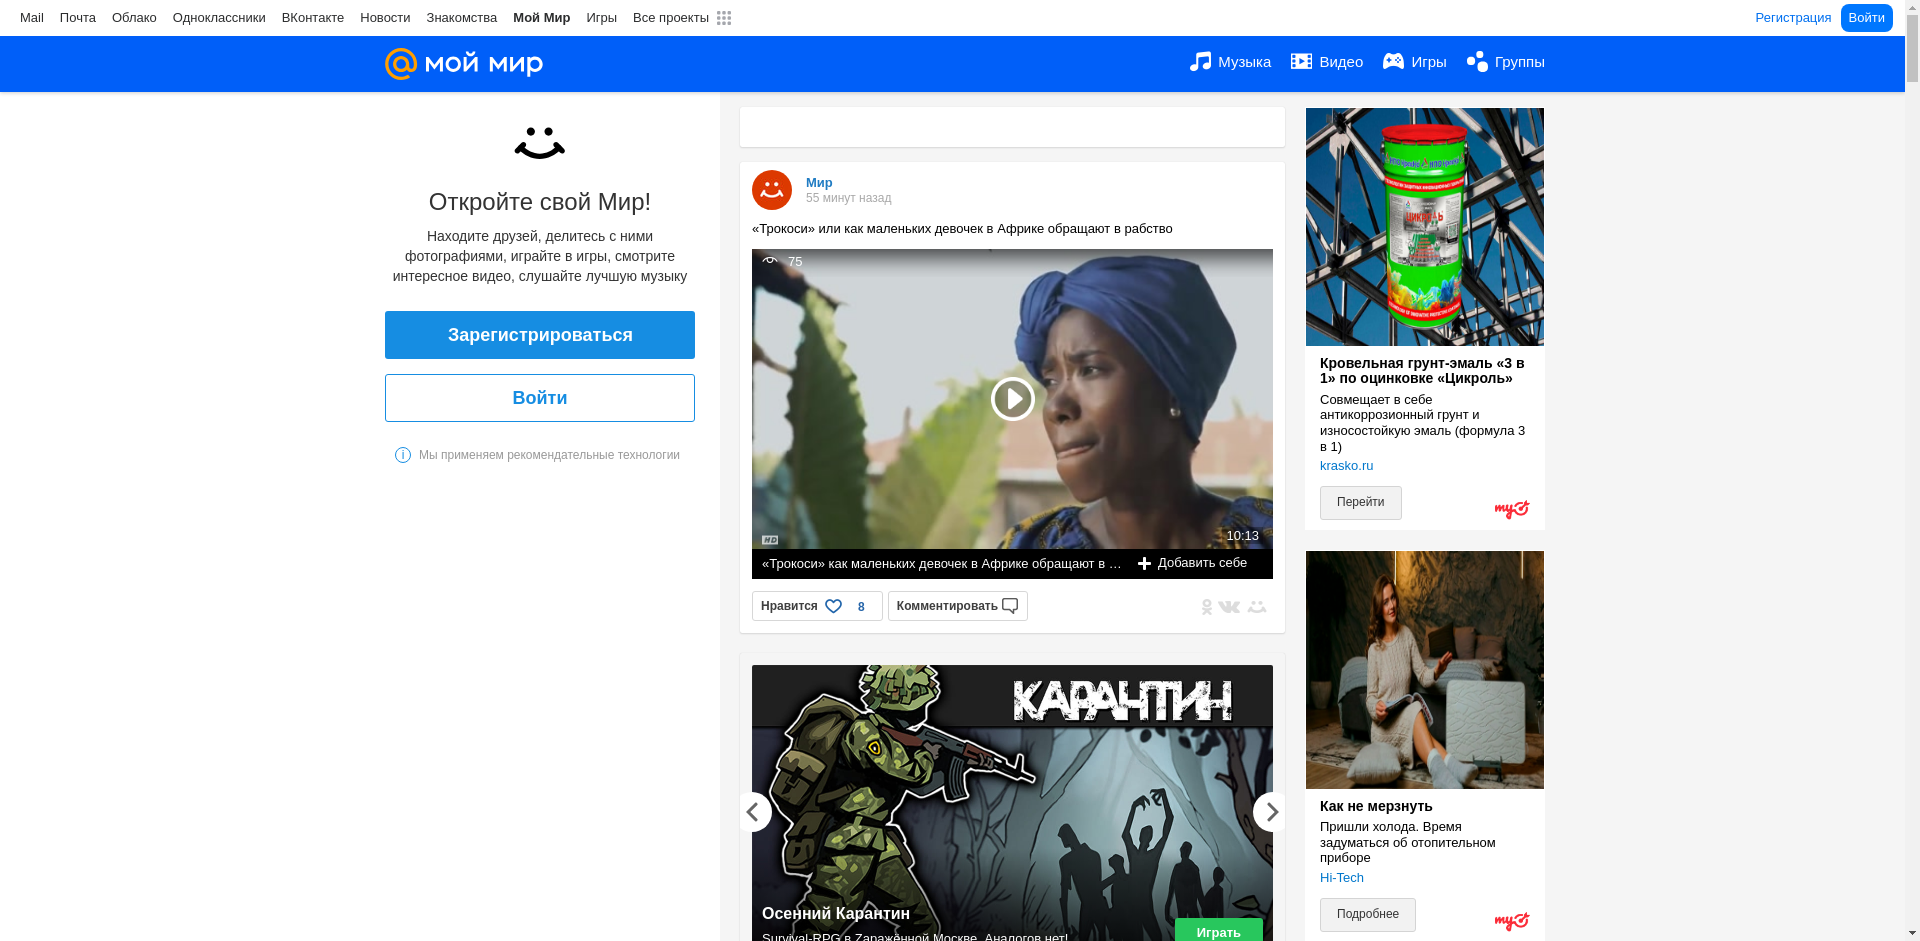 Mail Почта Облако Одноклассники ВКонтакте Новости Знакомства Мой Мир Игры Все проекты Регистрация Войти
мой мир Музыка Видео Игры Группы
Откройте свой Мир!
Находите друзей, делитесь с ними
фотографиями, играйте в игры, смотрите
интересное видео, слушайте лучшую музыку
Зарегистрироваться
Войти
Мы применяем рекомендательные технологии
Мир
55 минут назад
«Трокоси» или как маленьких девочек в Африке обращают в рабство
75
HD 10:13
«Трокоси» как маленьких девочек в Африке обращают в … Добавить себе
Нравится 8 Комментировать
КАРАНТИН
Осенний Карантин
Survival-RPG в Zаражённой Москве. Аналогов нет!
Играть
ЦИКРОЛЬ
Кровельная грунт-эмаль «3 в
1» по оцинковке «Цикроль»
Совмещает в себе
антикоррозионный грунт и
износостойкую эмаль (формула 3
в 1)
krasko.ru
Перейти
my
Как не мерзнуть
Пришли холода. Время
задуматься об отопительном
приборе
Hi-Tech
Подробнее
my